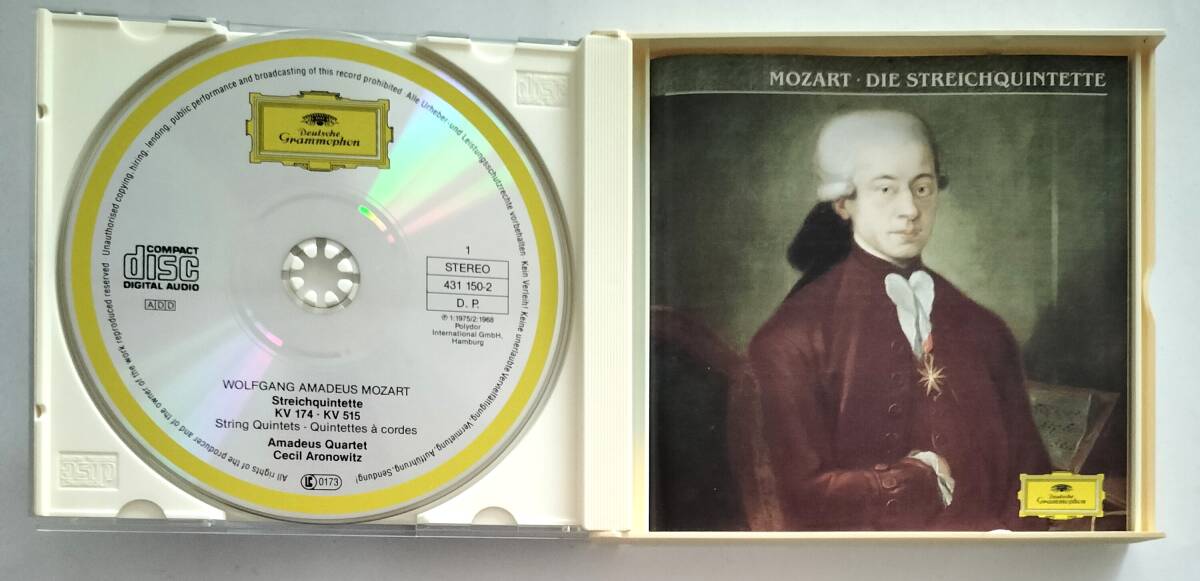 Unauthorised copying, hiring, lending, public performance and broadcasting of this record prohibited Alle Urheber- und Leistungsschutzrechte vorbehalten Kein Verleih! Keine unerlaubte Vervielfältigung, Vermietung, Aufführung, Sendung!
All rights of the producer and of the owner of the work reproduced reserved
Deutsche
Grammophon
COMPACT
disc
DIGITAL AUDIO
ADD
1
STEREO
431 150-2
D. P.
℗ 1:1975/2:1968
Polydor
International GmbH,
Hamburg
WOLFGANG AMADEUS MOZART
Streichquintette
KV 174 · KV 515
String Quintets · Quintettes à cordes
Amadeus Quartet
Cecil Aronowitz
LC 0173
disc
disc
MOZART · DIE STREICHQUINTETTE
Deutsche
Grammophon